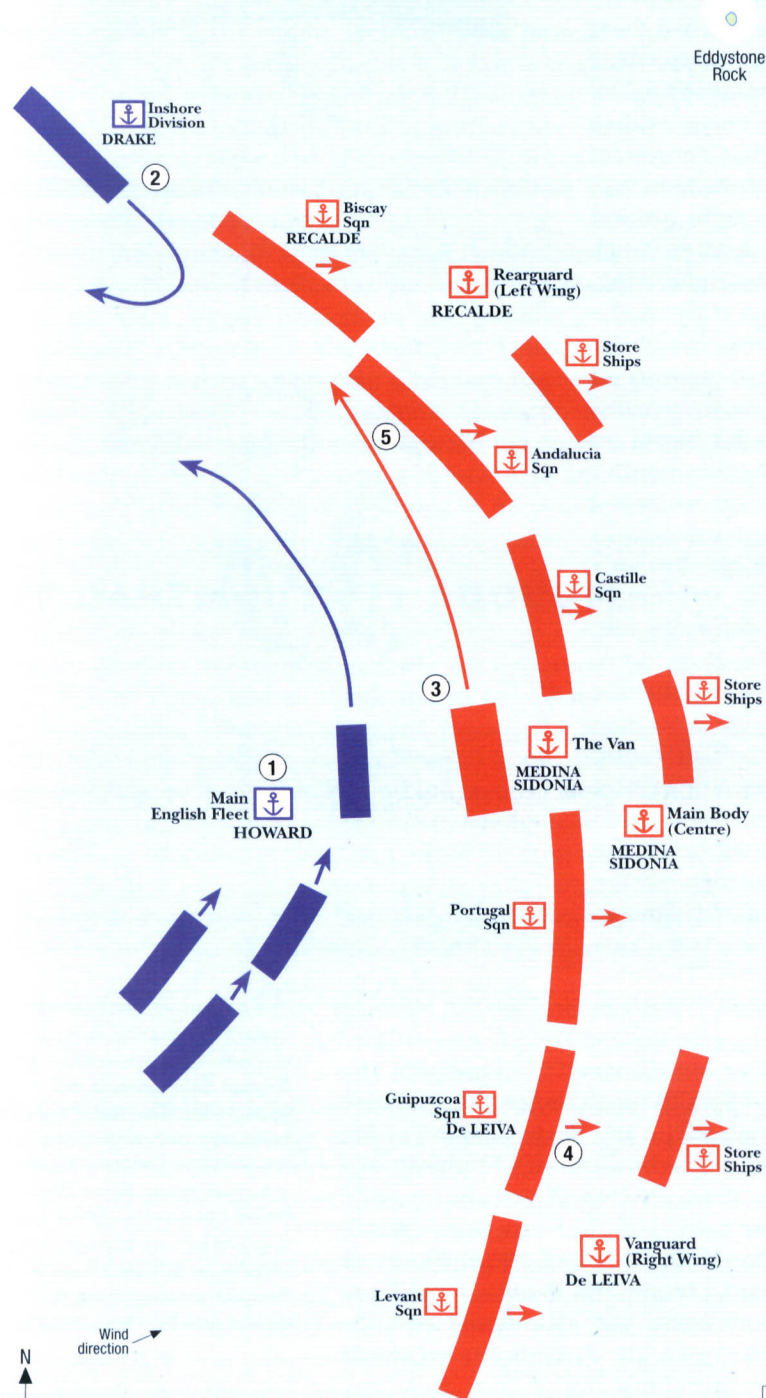 Eddystone
Rock
Inshore
Division
DRAKE
2
Biscay
Sqn
RECALDE
Rearguard
(Left Wing)
RECALDE
Store
Ships
5
Andalucia
Sqn
Castille
Sqn
3
Store
Ships
The Van
MEDINA
SIDONIA
1
Main
English Fleet
HOWARD
Main Body
(Centre)
MEDINA
SIDONIA
Portugal
Sqn
Guipuzcoa
Sqn
De LEIVA
4
Store
Ships
Vanguard
(Right Wing)
De LEIVA
Levant
Sqn
Wind
direction
N